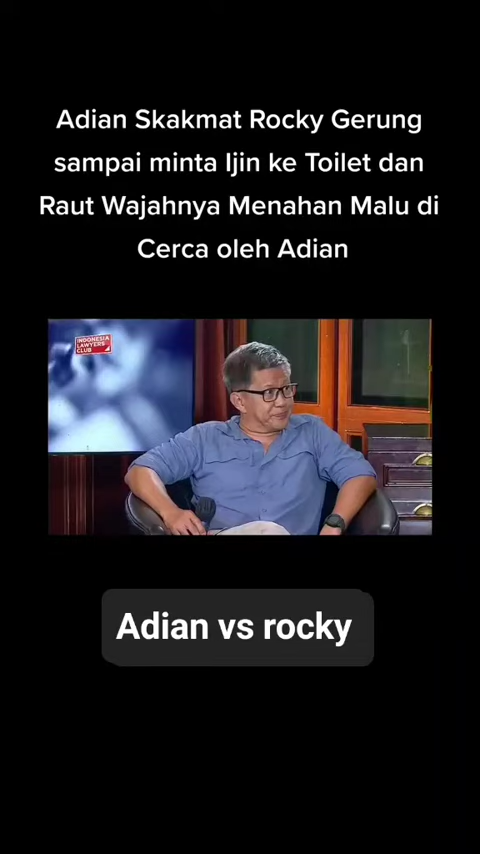 Adian Skakmat Rocky Gerung
sampai minta Ijin ke Toilet dan
Raut Wajahnya Menahan Malu di
Cerca oleh Adian
INDONESIA
LAWYERS
CLUB
Adian vs rocky